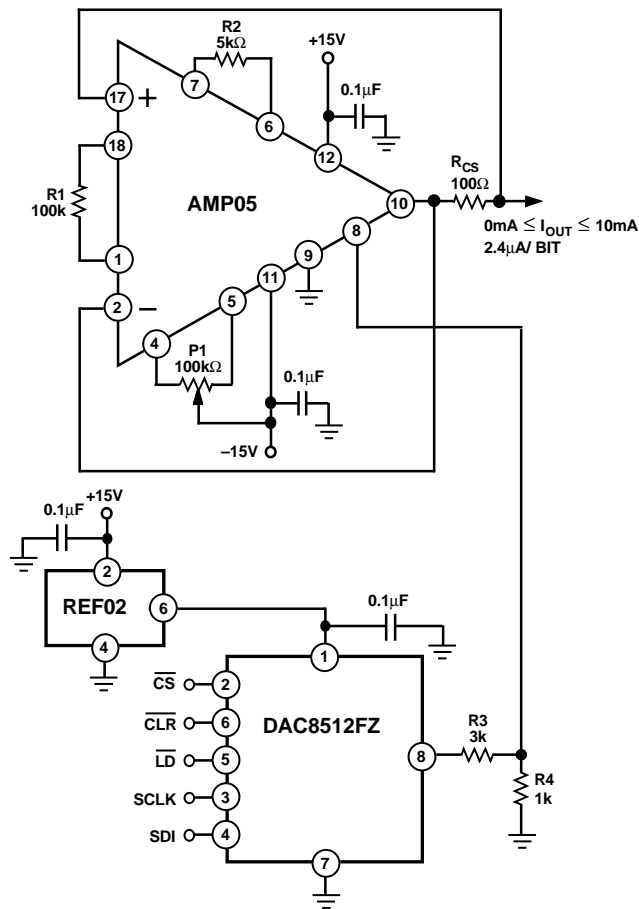 R2
5kΩ
+15V
0.1μF
7
6
17
+
18
12
R1
100k
AMP05
10
R_CS
100Ω
0mA ≤ I_OUT ≤ 10mA
2.4μA/ BIT
8
9
1
11
2
–
5
4
P1
100kΩ
0.1μF
–15V
+15V
0.1μF
2
REF02
6
4
0.1μF
1
CS
2
DAC8512FZ
CLR
6
LD
5
8
R3
3k
SCLK
3
R4
1k
SDI
4
7